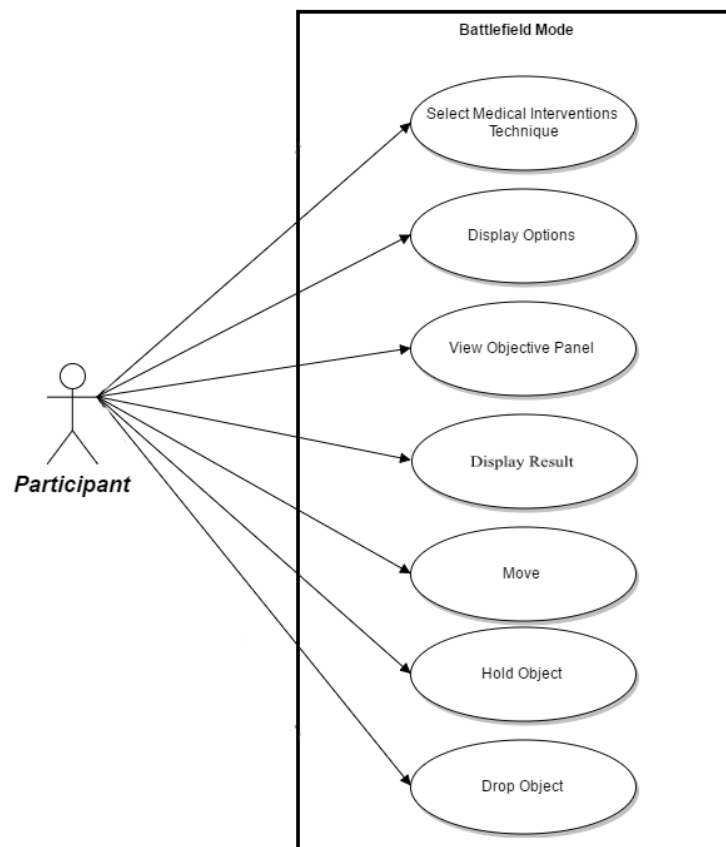 Battlefield Mode
Select Medical Interventions
Technique
Display Options
View Objective Panel
Participant
Display Result
Move
Hold Object
Drop Object